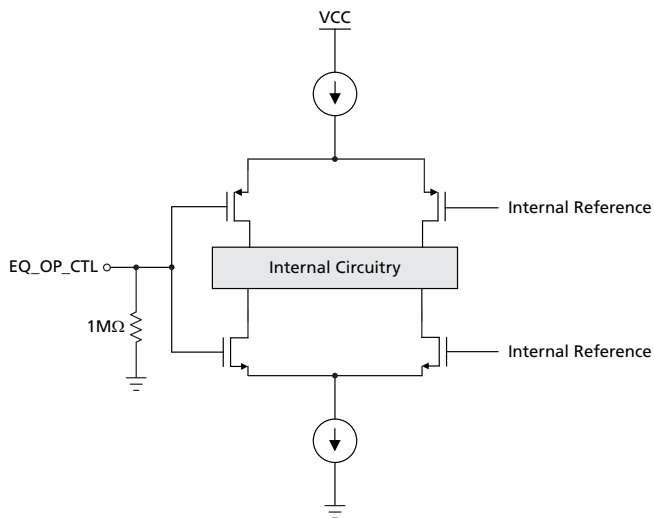 VCC
Internal Reference
EQ_OP_CTL
Internal Circuitry
1MΩ
Internal Reference